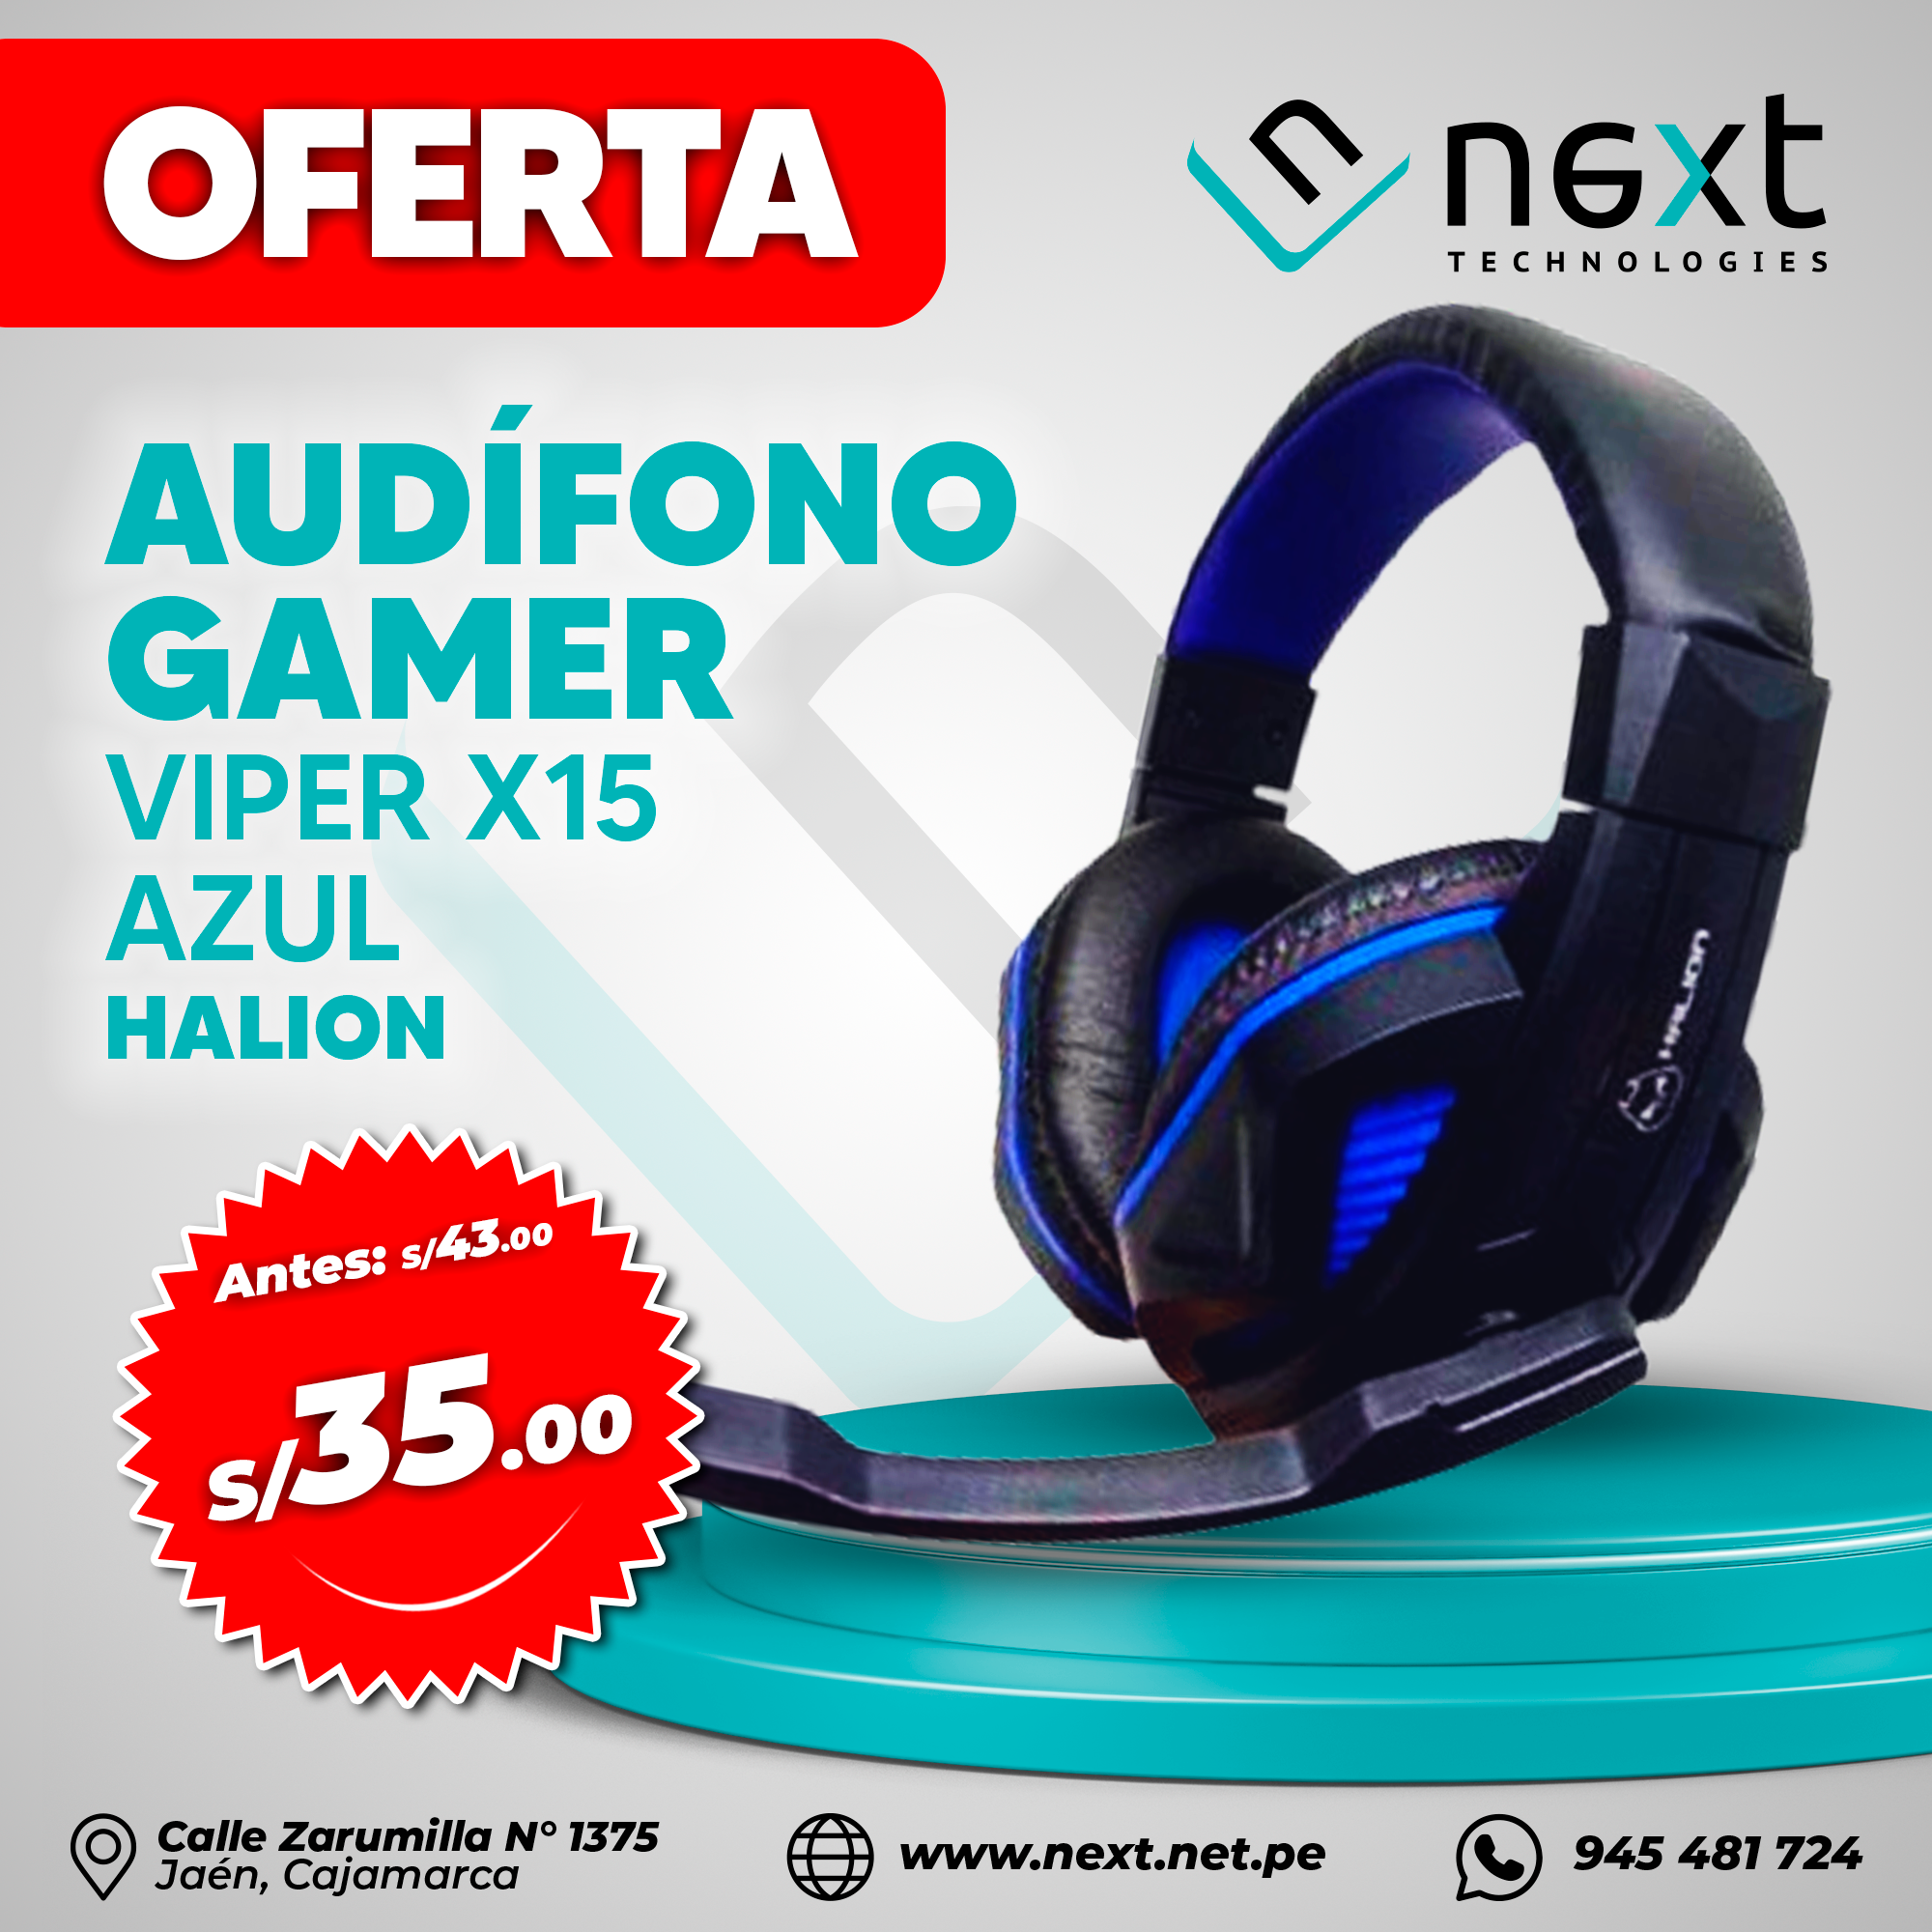 OFERTA
next
TECHNOLOGIES
AUDÍFONO
GAMER
VIPER X15
AZUL
HALION
HALION
Antes: s/43.00
s/35.00
Calle Zarumilla N° 1375
Jaén, Cajamarca
www.next.net.pe
945 481 724